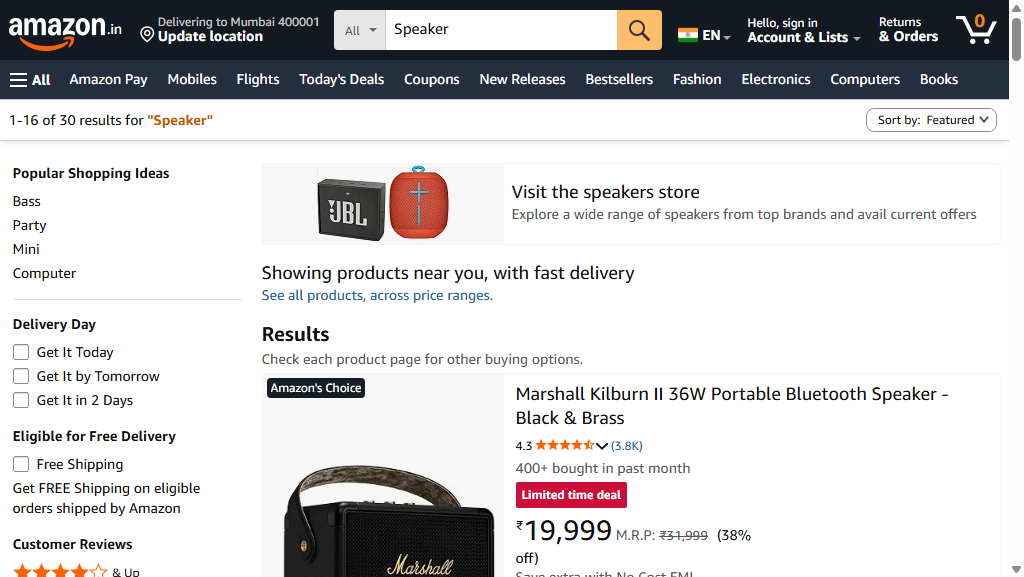 amazon.in
Delivering to Mumbai 400001
Update location
All
Speaker
EN
Hello, sign in
Account & Lists
Returns
& Orders
0
All
Amazon Pay
Mobiles
Flights
Today's Deals
Coupons
New Releases
Bestsellers
Fashion
Electronics
Computers
Books
1-16 of 30 results for "Speaker"
Sort by: Featured
Popular Shopping Ideas
Bass
Party
Mini
Computer
Delivery Day
Get It Today
Get It by Tomorrow
Get It in 2 Days
Eligible for Free Delivery
Free Shipping
Get FREE Shipping on eligible
orders shipped by Amazon
Customer Reviews
& Up
JBL
Visit the speakers store
Explore a wide range of speakers from top brands and avail current offers
Showing products near you, with fast delivery
See all products, across price ranges.
Results
Check each product page for other buying options.
Amazon's Choice
Marshall
Marshall Kilburn II 36W Portable Bluetooth Speaker -
Black & Brass
4.3 (3.8K)
400+ bought in past month
Limited time deal
₹19,999 M.R.P: ₹31,999 (38%
off)
Save extra with No Cost EMI